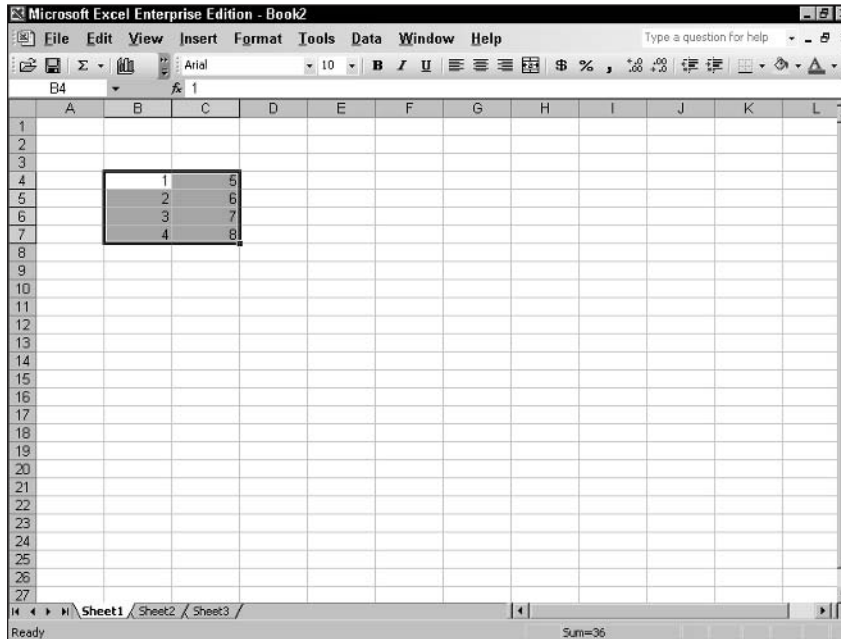 Microsoft Excel Enterprise Edition - Book2
File Edit View Insert Format Tools Data Window Help Type a question for help
Σ Arial 10 B I U $ % , .00 A
B4 fx 1
A B C D E F G H I J K L
1
2
3
4 1 5
5 2 6
6 3 7
7 4 8
8
9
10
11
12
13
14
15
16
17
18
19
20
21
22
23
24
25
26
27
Sheet1 / Sheet2 / Sheet3 /
Ready Sum=36